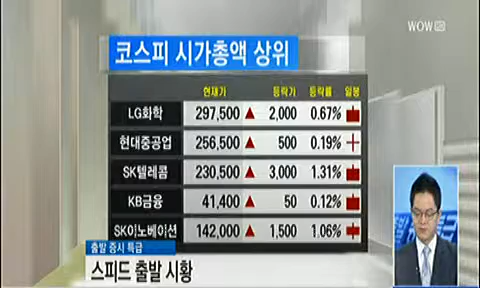 WOW
코스피 시가총액 상위
현재가 등락가 등락률 일봉
LG화학 297,500 ▲ 2,000 0.67%
현대중공업 256,500 ▲ 500 0.19%
SK텔레콤 230,500 ▲ 3,000 1.31%
KB금융 41,400 ▲ 50 0.12%
SK이노베이션 142,000 ▲ 1,500 1.06%
출발 증시 특급
스피드 출발 시황